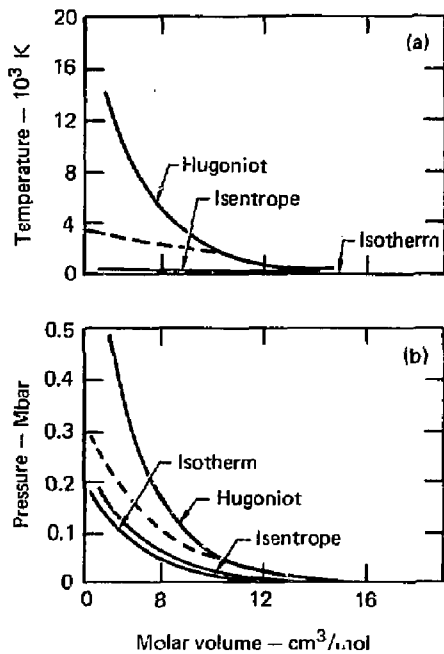 (a)
Temperature – 10³ K
20
16
12
8
4
0
Hugoniot
Isentrope
Isotherm
(b)
Pressure – Mbar
0.5
0.4
0.3
0.2
0.1
0
Isotherm
Hugoniot
Isentrope
0 8 12 16
Molar volume – cm³/mol